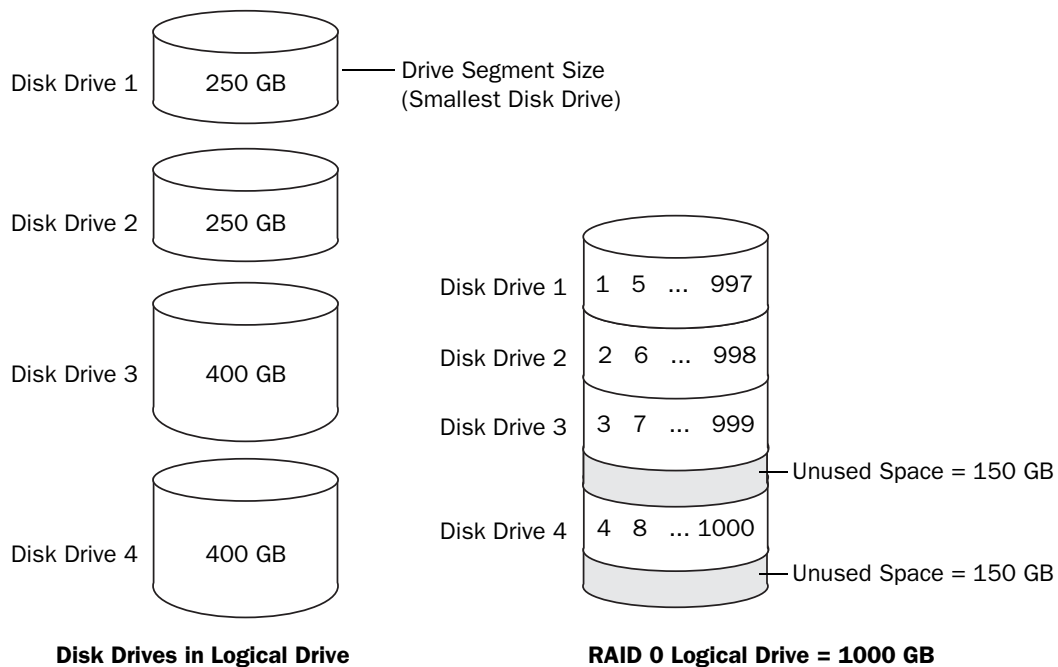 Disk Drive 1
250 GB
Drive Segment Size
(Smallest Disk Drive)
Disk Drive 2
250 GB
Disk Drive 3
400 GB
Disk Drive 4
400 GB
Disk Drives in Logical Drive
Disk Drive 1
1 5 ... 997
Disk Drive 2
2 6 ... 998
Disk Drive 3
3 7 ... 999
Unused Space = 150 GB
Disk Drive 4
4 8 ... 1000
Unused Space = 150 GB
RAID 0 Logical Drive = 1000 GB